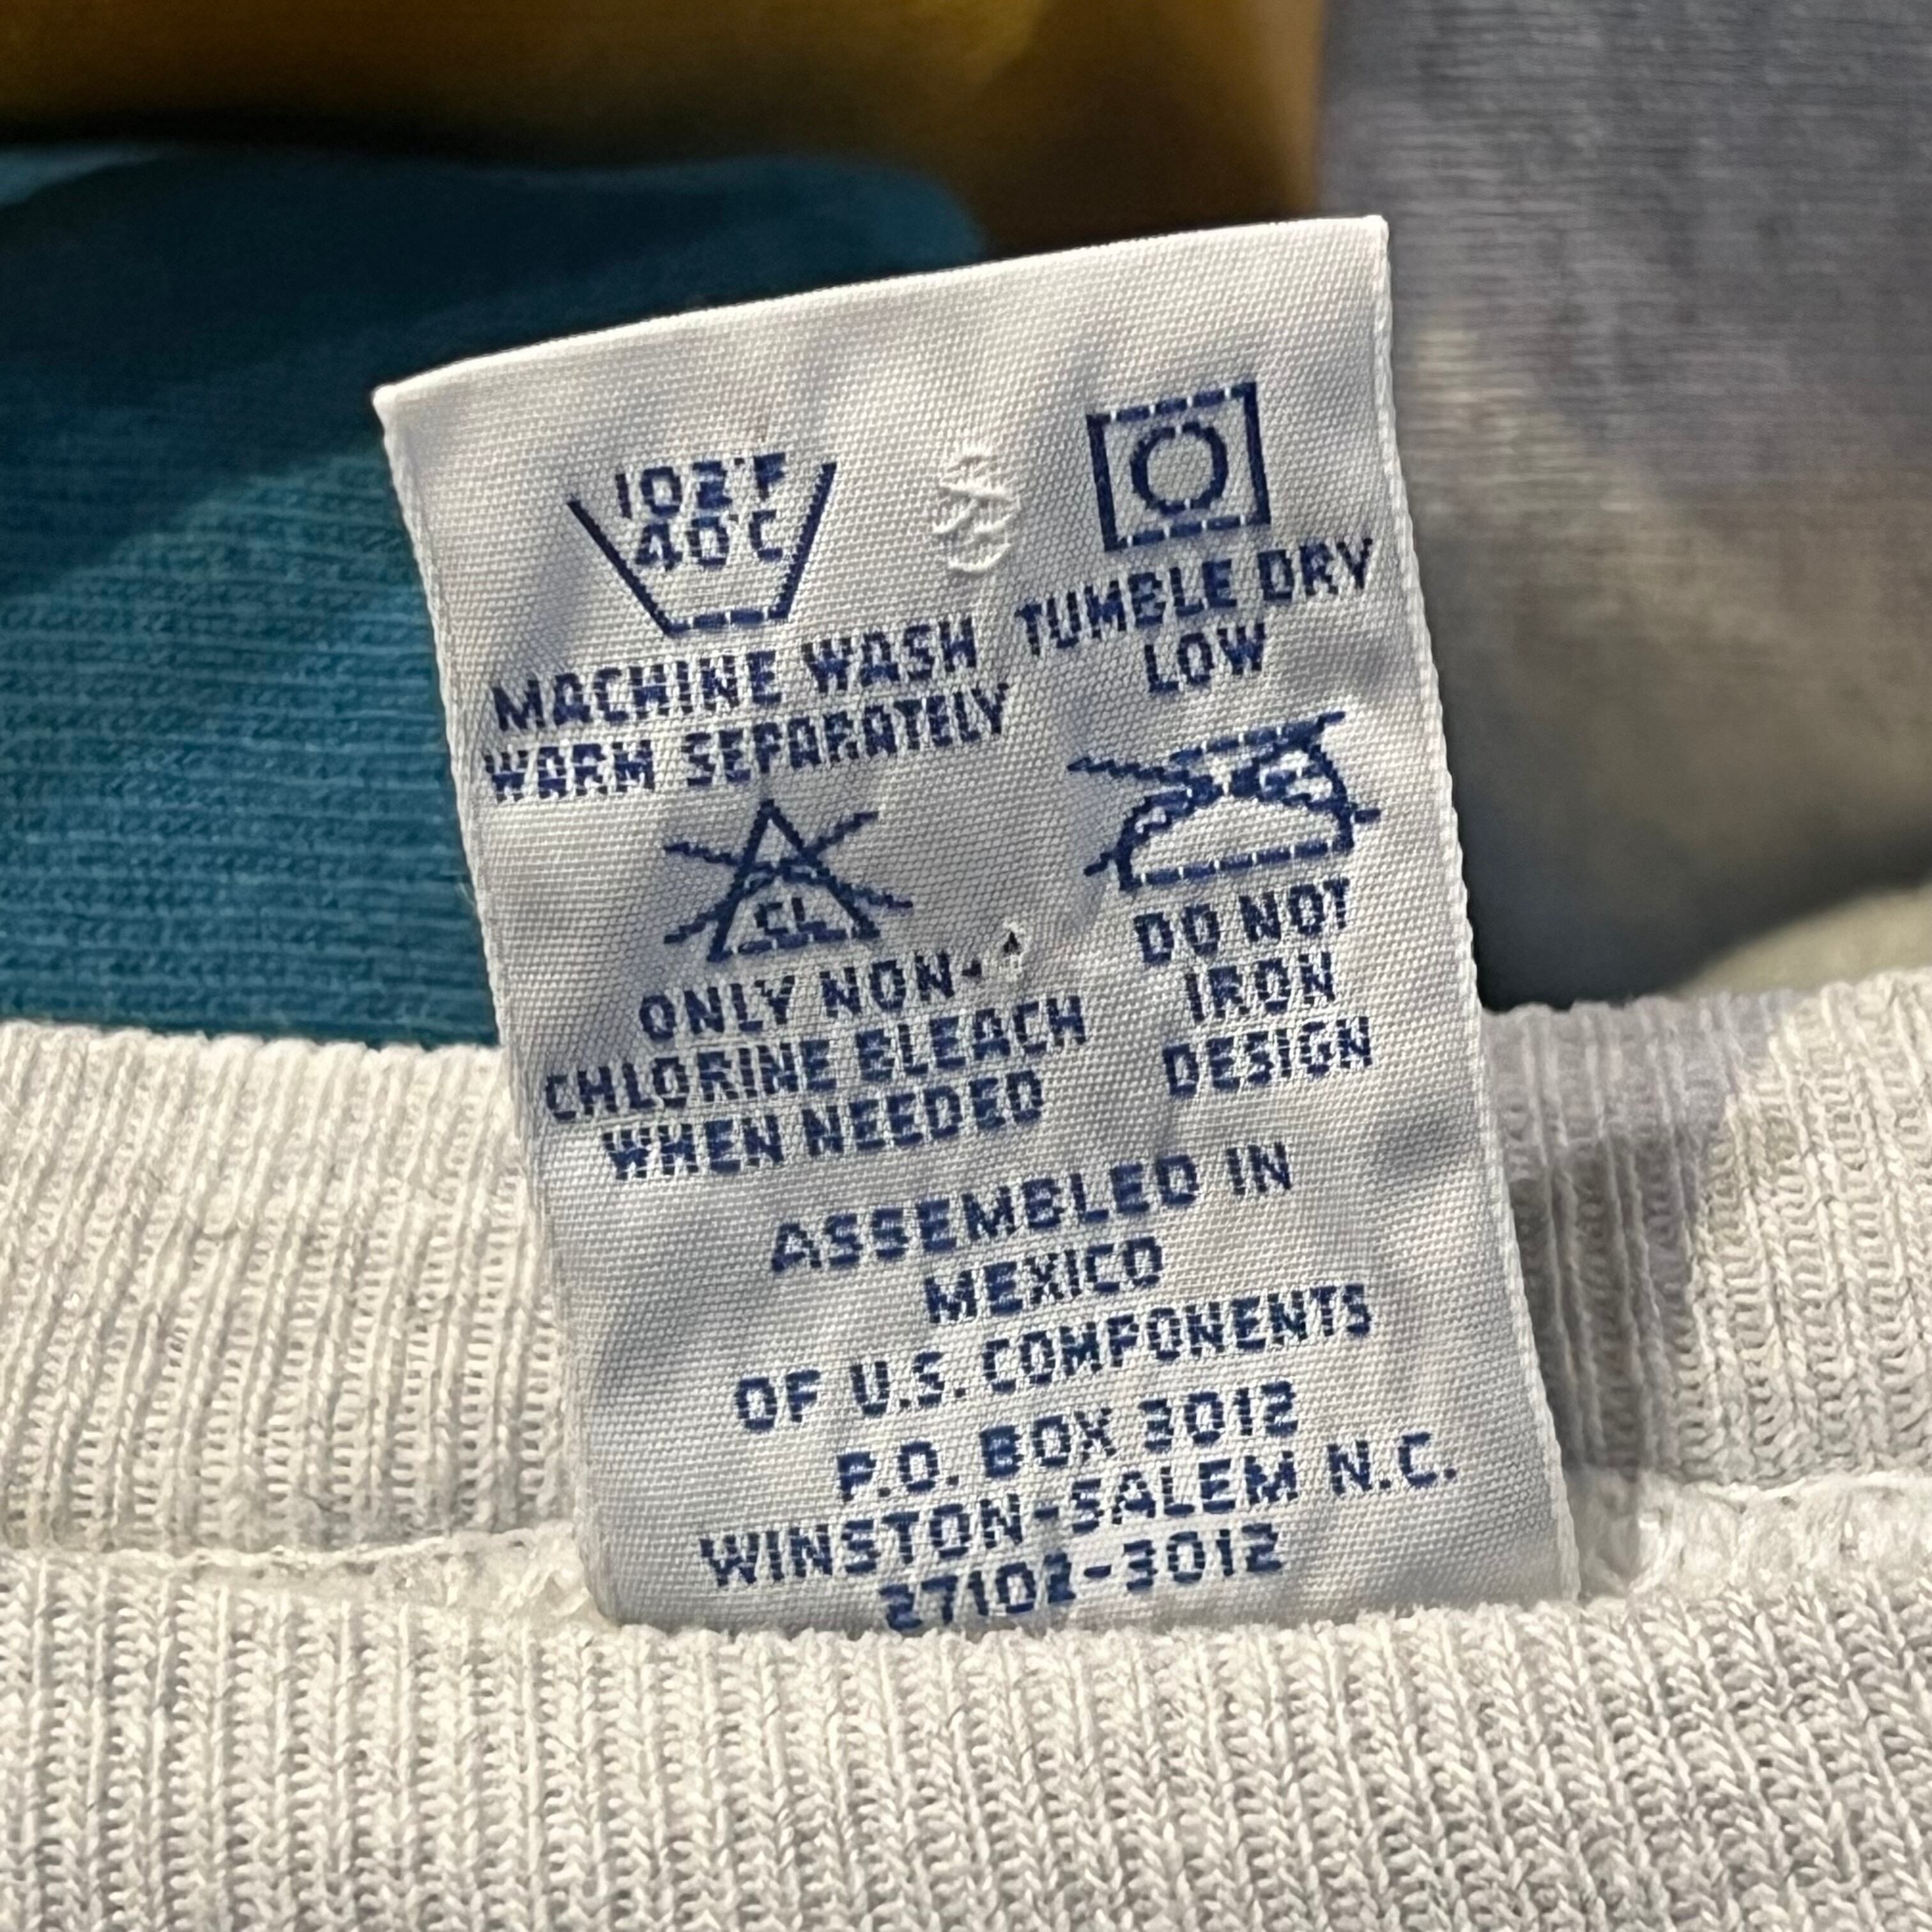 102°F
40°C
MACHINE WASH
WARM SEPARATELY
TUMBLE DRY
LOW
CL
ONLY NON-
CHLORINE BLEACH
WHEN NEEDED
DO NOT
IRON
DESIGN
ASSEMBLED IN
MEXICO
OF U.S. COMPONENTS
P.O. BOX 3012
WINSTON-SALEM N.C.
27102-3012